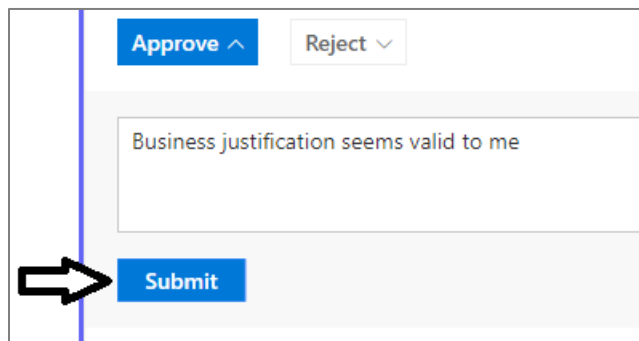 Approve Reject
Business justification seems valid to me
Submit